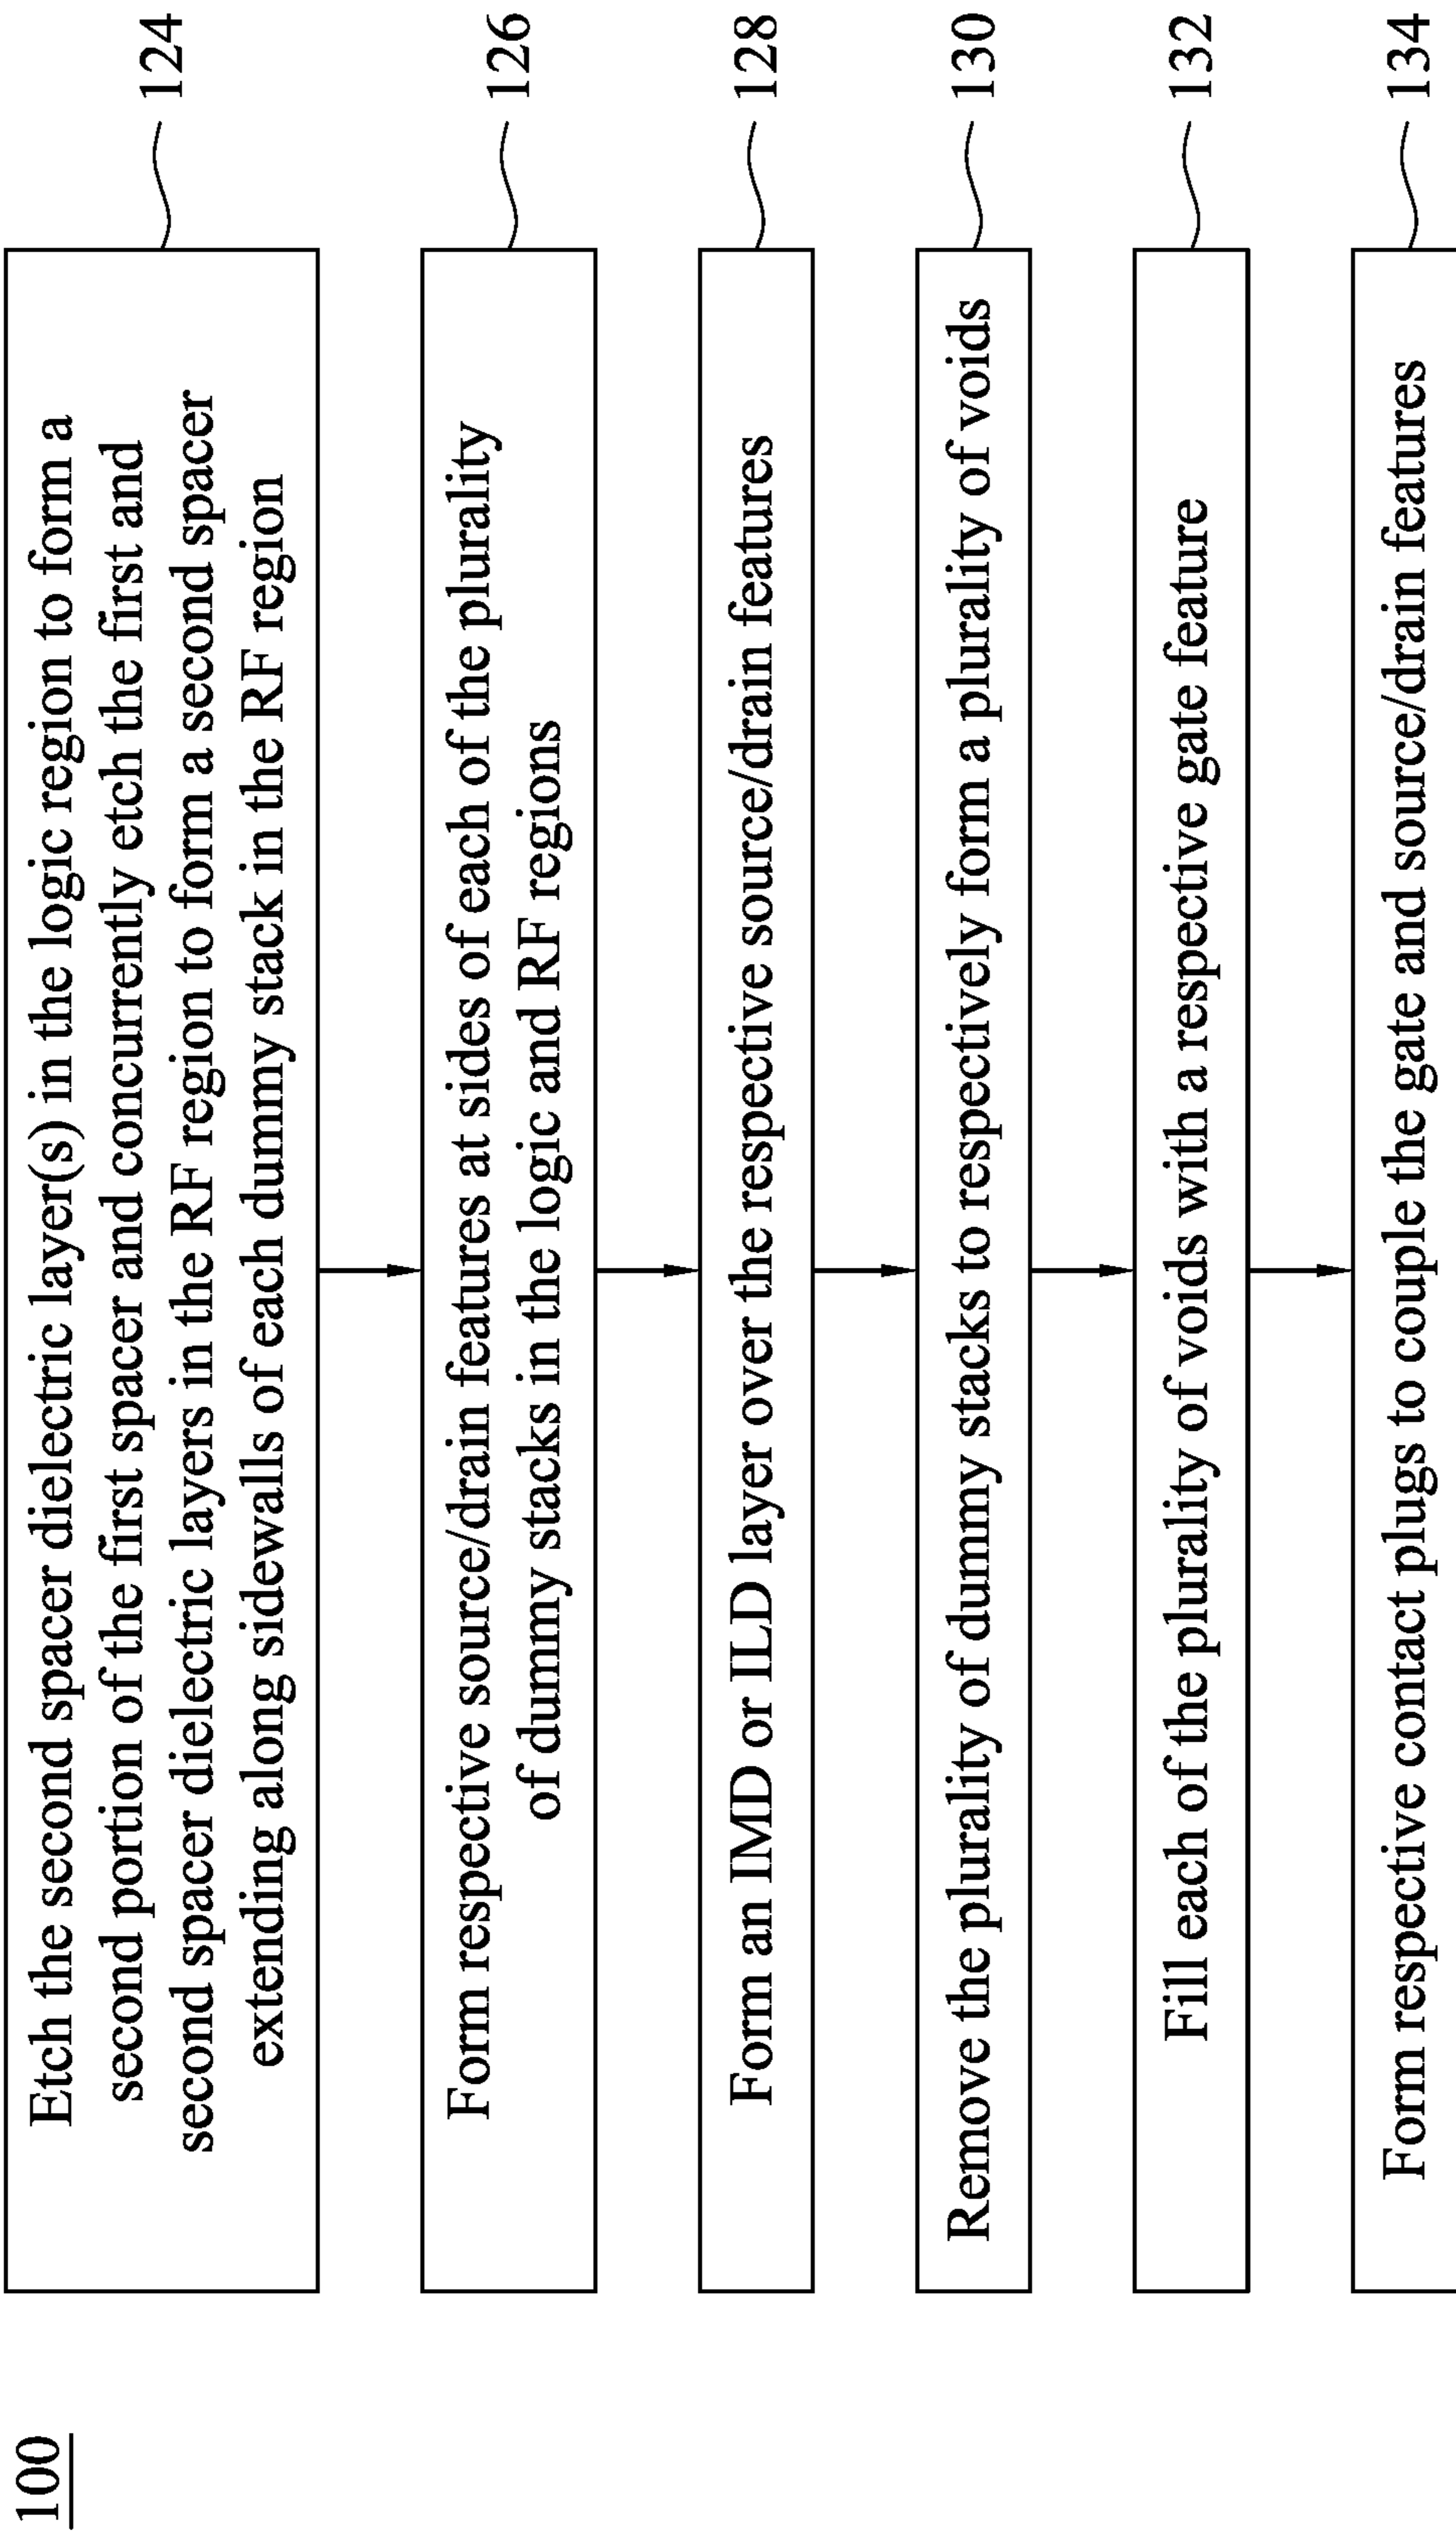 100
Etch the second spacer dielectric layer(s) in the logic region to form a
second portion of the first spacer and concurrently etch the first and
second spacer dielectric layers in the RF region to form a second spacer
extending along sidewalls of each dummy stack in the RF region
124
Form respective source/drain features at sides of each of the plurality
of dummy stacks in the logic and RF regions
126
Form an IMD or ILD layer over the respective source/drain features
128
Remove the plurality of dummy stacks to respectively form a plurality of voids
130
Fill each of the plurality of voids with a respective gate feature
132
Form respective contact plugs to couple the gate and source/drain features
134